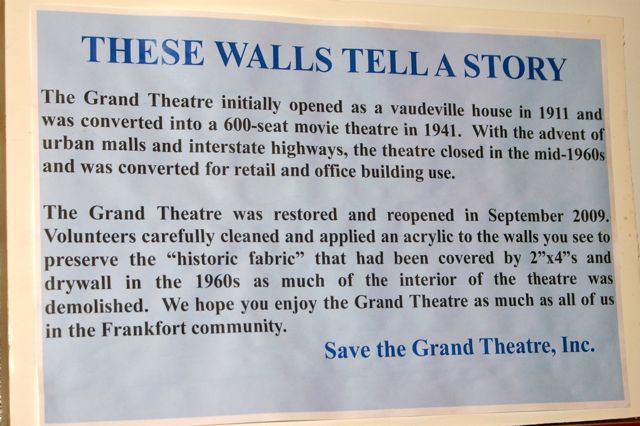 THESE WALLS TELL A STORY
The Grand Theatre initially opened as a vaudeville house in 1911 and
was converted into a 600-seat movie theatre in 1941. With the advent of
urban malls and interstate highways, the theatre closed in the mid-1960s
and was converted for retail and office building use.
The Grand Theatre was restored and reopened in September 2009.
Volunteers carefully cleaned and applied an acrylic to the walls you see to
preserve the “historic fabric” that had been covered by 2”x4”s and
drywall in the 1960s as much of the interior of the theatre was
demolished. We hope you enjoy the Grand Theatre as much as all of us
in the Frankfort community.
Save the Grand Theatre, Inc.